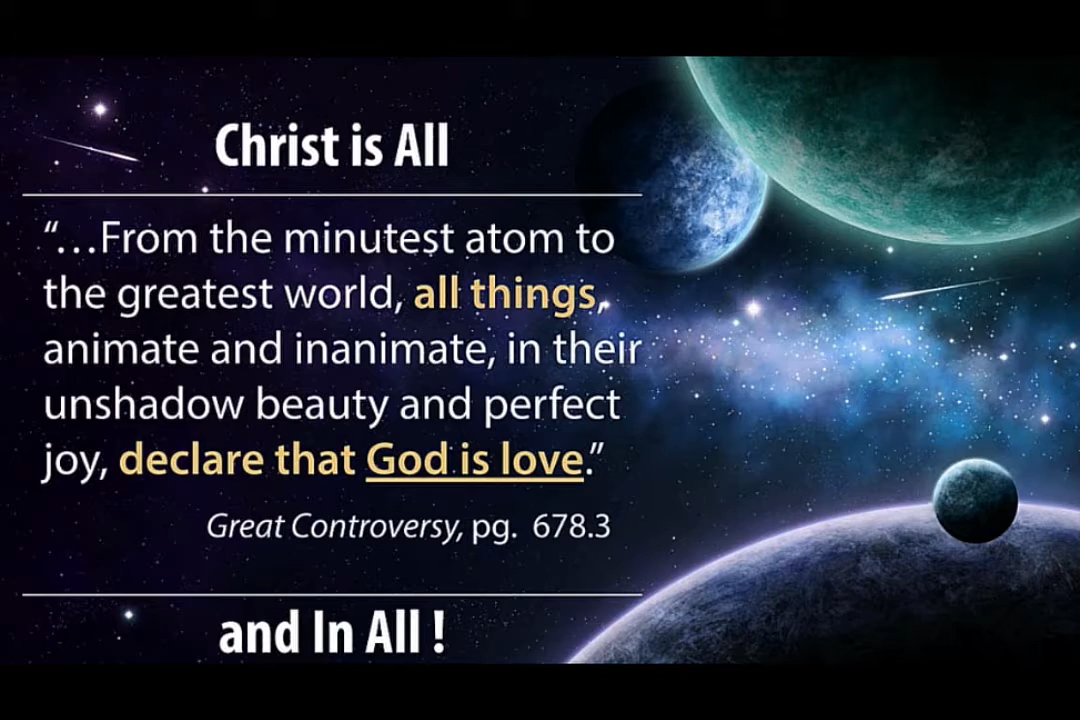 Christ is All
“…From the minutest atom to
the greatest world, all things,
animate and inanimate, in their
unshadow beauty and perfect
joy, declare that God is love.”
Great Controversy, pg. 678.3
and In All !